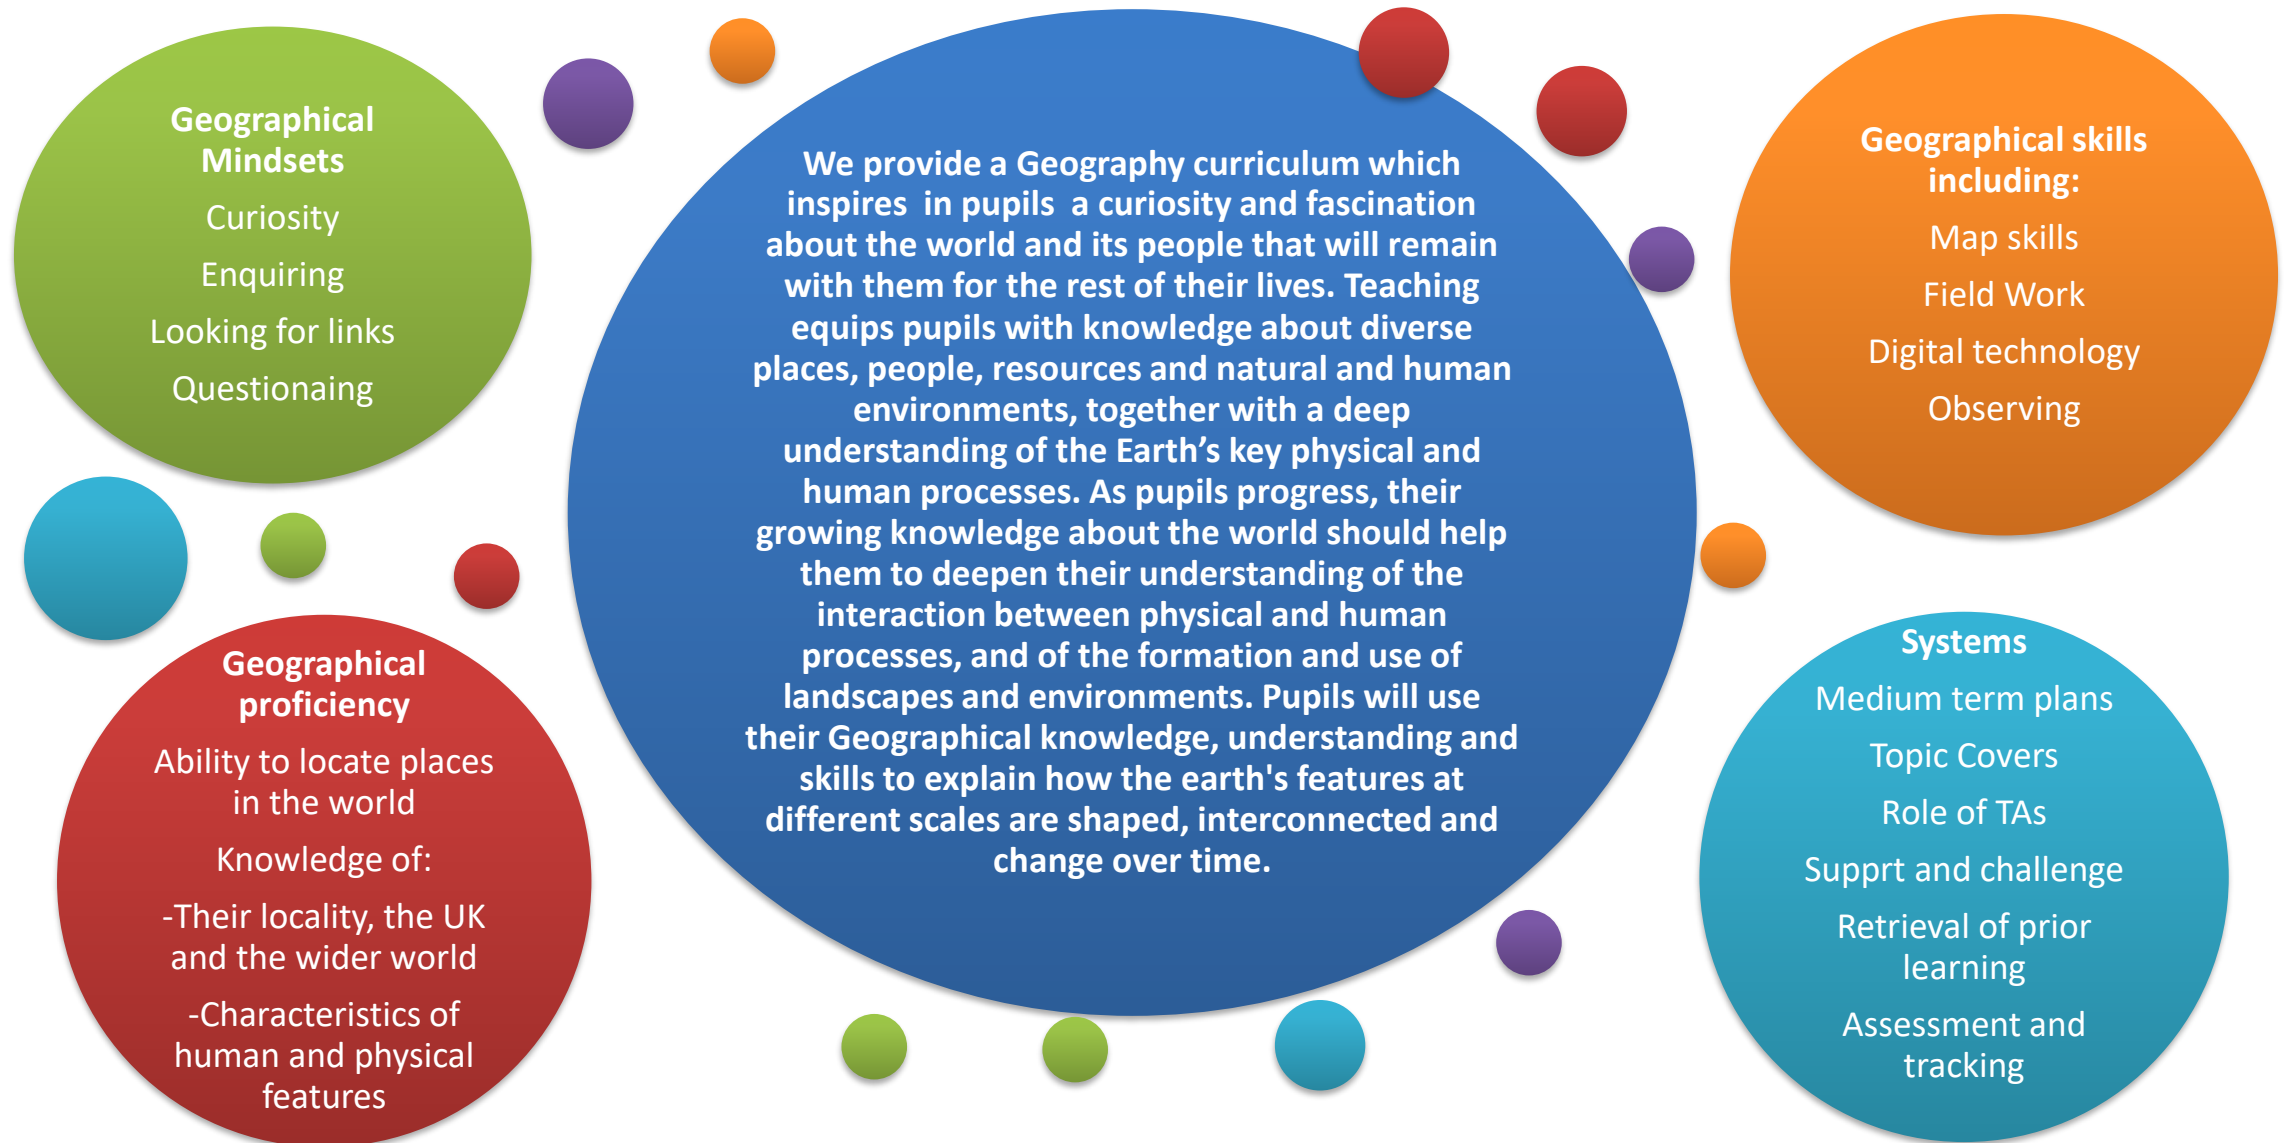 Geographical
Mindsets
Curiosity
Enquiring
Looking for links
Questionaing
We provide a Geography curriculum which
inspires  in pupils  a curiosity and fascination
about the world and its people that will remain
with them for the rest of their lives. Teaching
equips pupils with knowledge about diverse
places, people, resources and natural and human
environments, together with a deep
understanding of the Earth’s key physical and
human processes. As pupils progress, their
growing knowledge about the world should help
them to deepen their understanding of the
interaction between physical and human
processes, and of the formation and use of
landscapes and environments. Pupils will use
their Geographical knowledge, understanding and
skills to explain how the earth's features at
different scales are shaped, interconnected and
change over time.
Geographical skills
including:
Map skills
Field Work
Digital technology
Observing
Geographical
proficiency
Ability to locate places
in the world
Knowledge of:
-Their locality, the UK
and the wider world
-Characteristics of
human and physical
features
Systems
Medium term plans
Topic Covers
Role of TAs
Supprt and challenge
Retrieval of prior
learning
Assessment and
tracking